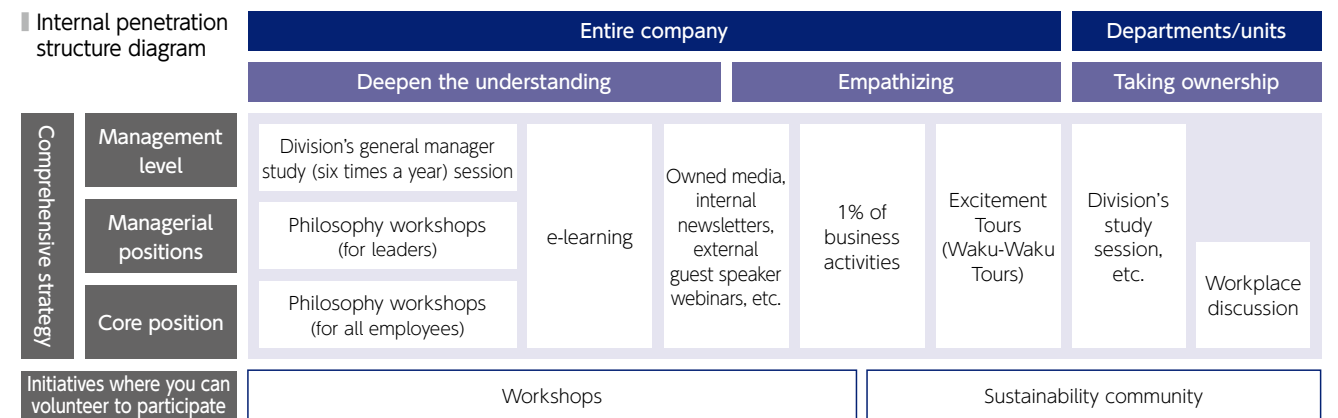 Internal penetration
structure diagram
Entire company
Departments/units
Deepen the understanding
Empathizing
Taking ownership
Comprehensive strategy
Management
level
Managerial
positions
Core position
Division’s general manager
study (six times a year) session
Philosophy workshops
(for leaders)
Philosophy workshops
(for all employees)
e-learning
Owned media,
internal
newsletters,
external
guest speaker
webinars, etc.
1% of
business
activities
Excitement
Tours
(Waku-Waku
Tours)
Division’s
study
session,
etc.
Workplace
discussion
Initiatives where you can
volunteer to participate
Workshops
Sustainability community